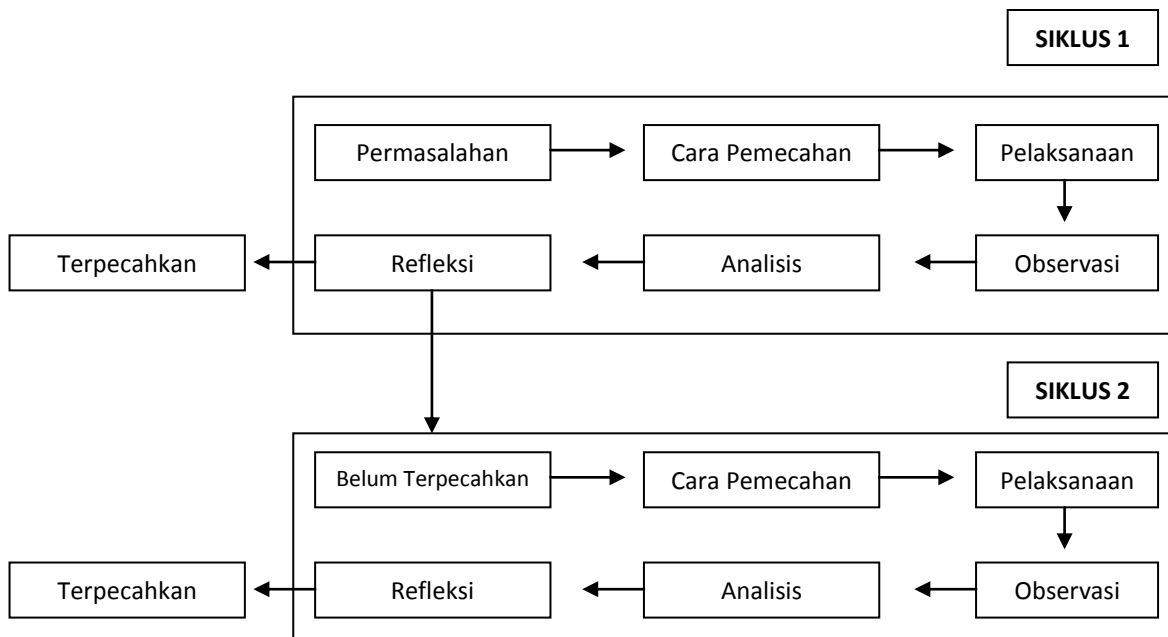 SIKLUS 1
Permasalahan
Cara Pemecahan
Pelaksanaan
Terpecahkan
Refleksi
Analisis
Observasi
SIKLUS 2
Belum Terpecahkan
Cara Pemecahan
Pelaksanaan
Terpecahkan
Refleksi
Analisis
Observasi